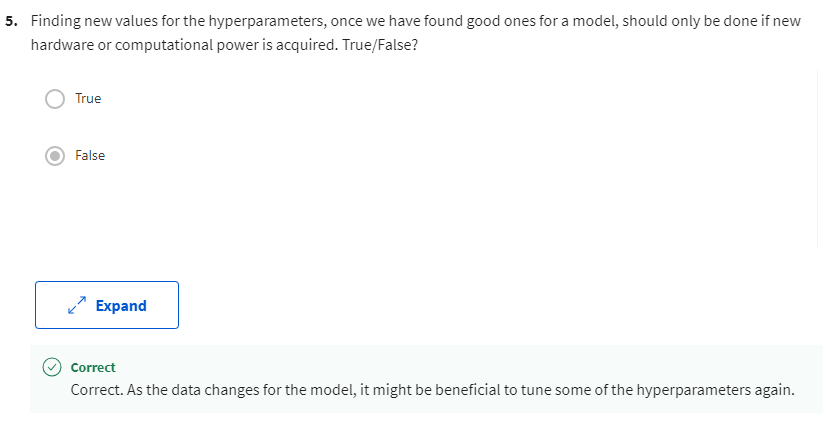 5. Finding new values for the hyperparameters, once we have found good ones for a model, should only be done if new
hardware or computational power is acquired. True/False?
True
False
Expand
Correct
Correct. As the data changes for the model, it might be beneficial to tune some of the hyperparameters again.